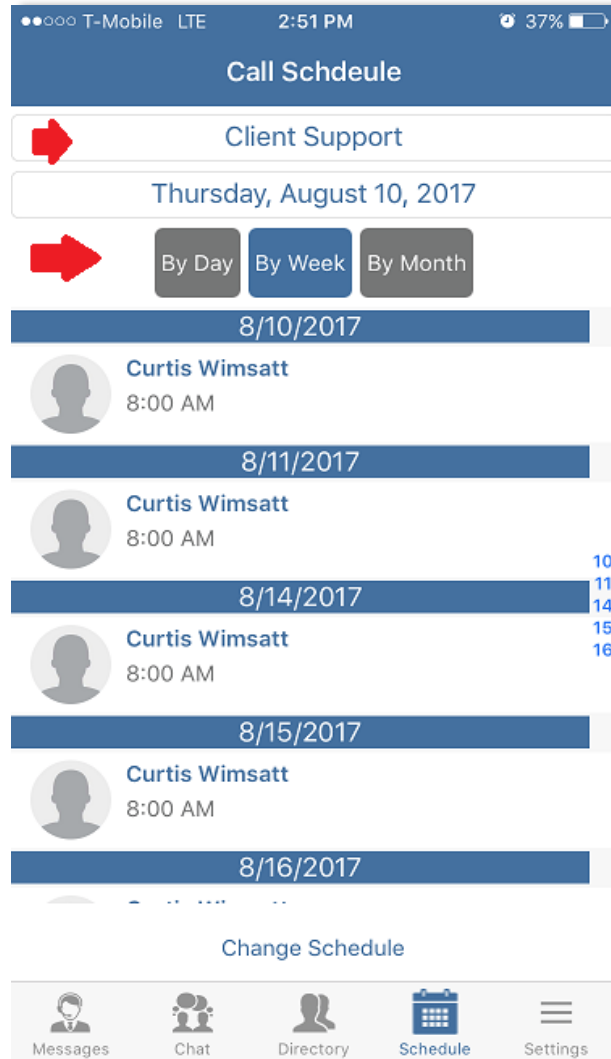 T-Mobile LTE 2:51 PM 37%
Call Schdeule
Client Support
Thursday, August 10, 2017
By Day By Week By Month
8/10/2017
Curtis Wimsatt
8:00 AM
8/11/2017
Curtis Wimsatt
8:00 AM
10
11
8/14/2017
14
Curtis Wimsatt
15
8:00 AM
16
8/15/2017
Curtis Wimsatt
8:00 AM
8/16/2017
Change Schedule
Messages Chat Directory Schedule Settings